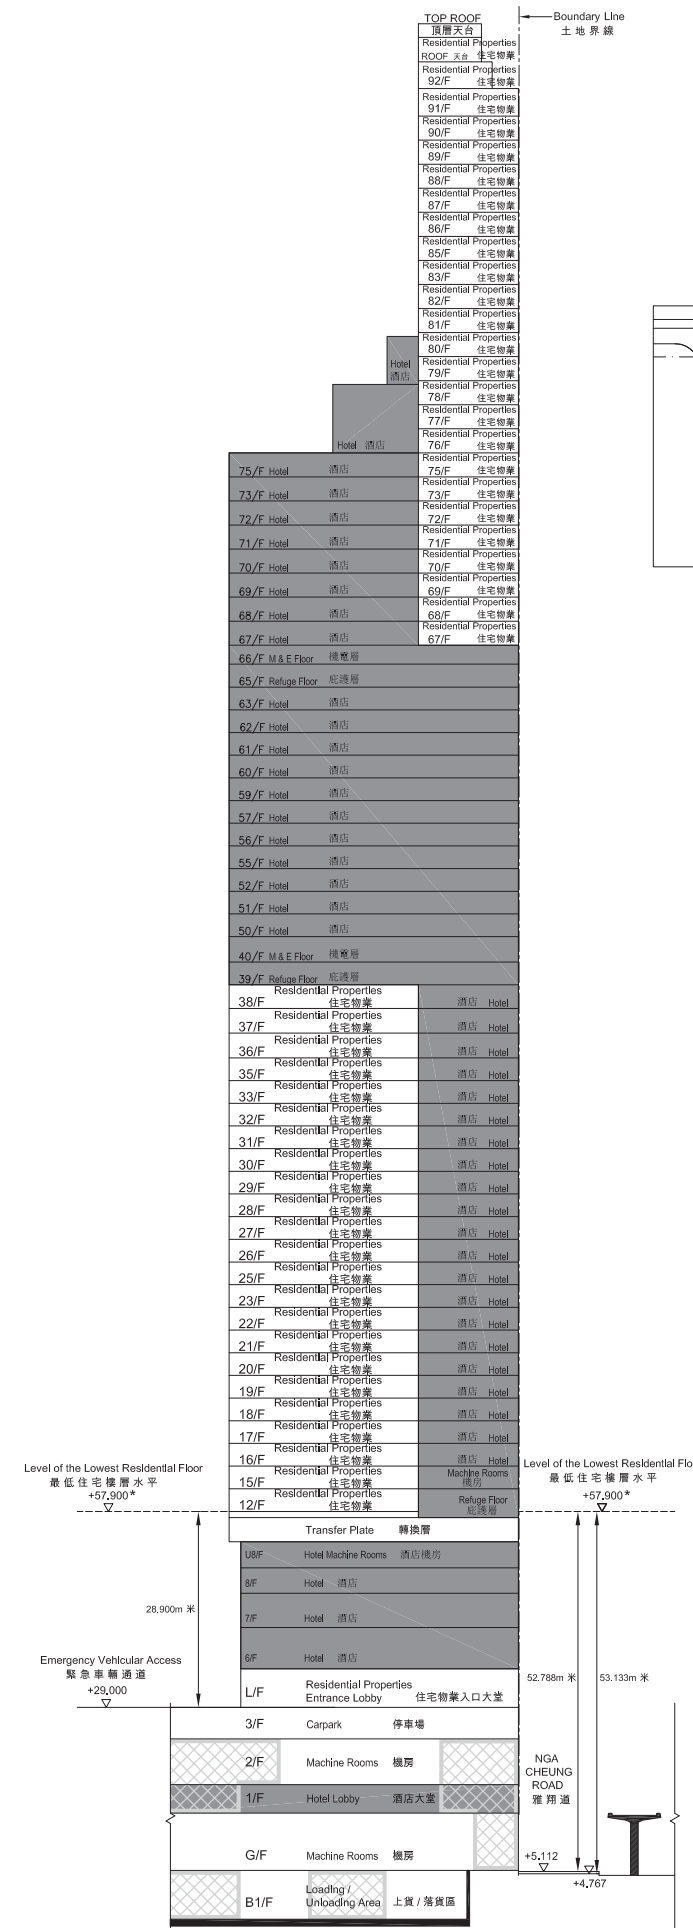 TOP ROOF
頂層天台
Boundary Line
土地界線
Residential Properties
ROOF 天台 住宅物業
Residential Properties
92/F 住宅物業
Residential Properties
91/F 住宅物業
Residential Properties
90/F 住宅物業
Residential Properties
89/F 住宅物業
Residential Properties
88/F 住宅物業
Residential Properties
87/F 住宅物業
Residential Properties
86/F 住宅物業
Residential Properties
85/F 住宅物業
Residential Properties
83/F 住宅物業
Residential Properties
82/F 住宅物業
Residential Properties
81/F 住宅物業
Residential Properties
80/F 住宅物業
Hotel
酒店
Residential Properties
79/F 住宅物業
Residential Properties
78/F 住宅物業
Residential Properties
77/F 住宅物業
Residential Properties
Hotel 酒店 76/F 住宅物業
Residential Properties
75/F Hotel 酒店 75/F 住宅物業
Residential Properties
73/F Hotel 酒店 73/F 住宅物業
Residential Properties
72/F Hotel 酒店 72/F 住宅物業
Residential Properties
71/F Hotel 酒店 71/F 住宅物業
Residential Properties
70/F Hotel 酒店 70/F 住宅物業
Residential Properties
69/F Hotel 酒店 69/F 住宅物業
Residential Properties
68/F Hotel 酒店 68/F 住宅物業
Residential Properties
67/F Hotel 酒店 67/F 住宅物業
66/F M & E Floor 機電層
65/F Refuge Floor 庇護層
63/F Hotel 酒店
62/F Hotel 酒店
61/F Hotel 酒店
60/F Hotel 酒店
59/F Hotel 酒店
57/F Hotel 酒店
56/F Hotel 酒店
55/F Hotel 酒店
52/F Hotel 酒店
51/F Hotel 酒店
50/F Hotel 酒店
40/F M & E Floor 機電層
39/F Refuge Floor 庇護層
Residential Properties
38/F 住宅物業 酒店 Hotel
Residential Properties
37/F 住宅物業 酒店 Hotel
Residential Properties
36/F 住宅物業 酒店 Hotel
Residential Properties
35/F 住宅物業 酒店 Hotel
Residential Properties
33/F 住宅物業 酒店 Hotel
Residential Properties
32/F 住宅物業 酒店 Hotel
Residential Properties
31/F 住宅物業 酒店 Hotel
Residential Properties
30/F 住宅物業 酒店 Hotel
Residential Properties
29/F 住宅物業 酒店 Hotel
Residential Properties
28/F 住宅物業 酒店 Hotel
Residential Properties
27/F 住宅物業 酒店 Hotel
Residential Properties
26/F 住宅物業 酒店 Hotel
Residential Properties
25/F 住宅物業 酒店 Hotel
Residential Properties
23/F 住宅物業 酒店 Hotel
Residential Properties
22/F 住宅物業 酒店 Hotel
Residential Properties
21/F 住宅物業 酒店 Hotel
Residential Properties
20/F 住宅物業 酒店 Hotel
Residential Properties
19/F 住宅物業 酒店 Hotel
Residential Properties
18/F 住宅物業 酒店 Hotel
Residential Properties
17/F 住宅物業 酒店 Hotel
Residential Properties
16/F 住宅物業 酒店 Hotel
Residential Properties Machine Rooms
15/F 住宅物業 機房
Residential Properties Refuge Floor
12/F 住宅物業 庇護層
Level of the Lowest Residential Floor
最低住宅樓層水平
+57.900*
Level of the Lowest Residential Flo
最低住宅樓層水平
+57.900*
Transfer Plate 轉換層
U8/F Hotel Machine Rooms 酒店機房
8/F Hotel 酒店
28.900m 米
7/F Hotel 酒店
6/F Hotel 酒店
52.788m 米 53.133m 米
Emergency Vehicular Access
緊急車輛通道
+29.000
L/F Residential Properties
Entrance Lobby 住宅物業入口大堂
3/F Carpark 停車場
2/F Machine Rooms 機房
1/F Hotel Lobby 酒店大堂
NGA
CHEUNG
ROAD
雅翔道
G/F Machine Rooms 機房
+5.112
+4.767
B1/F Loading /
Unloading Area 上貨 / 落貨區